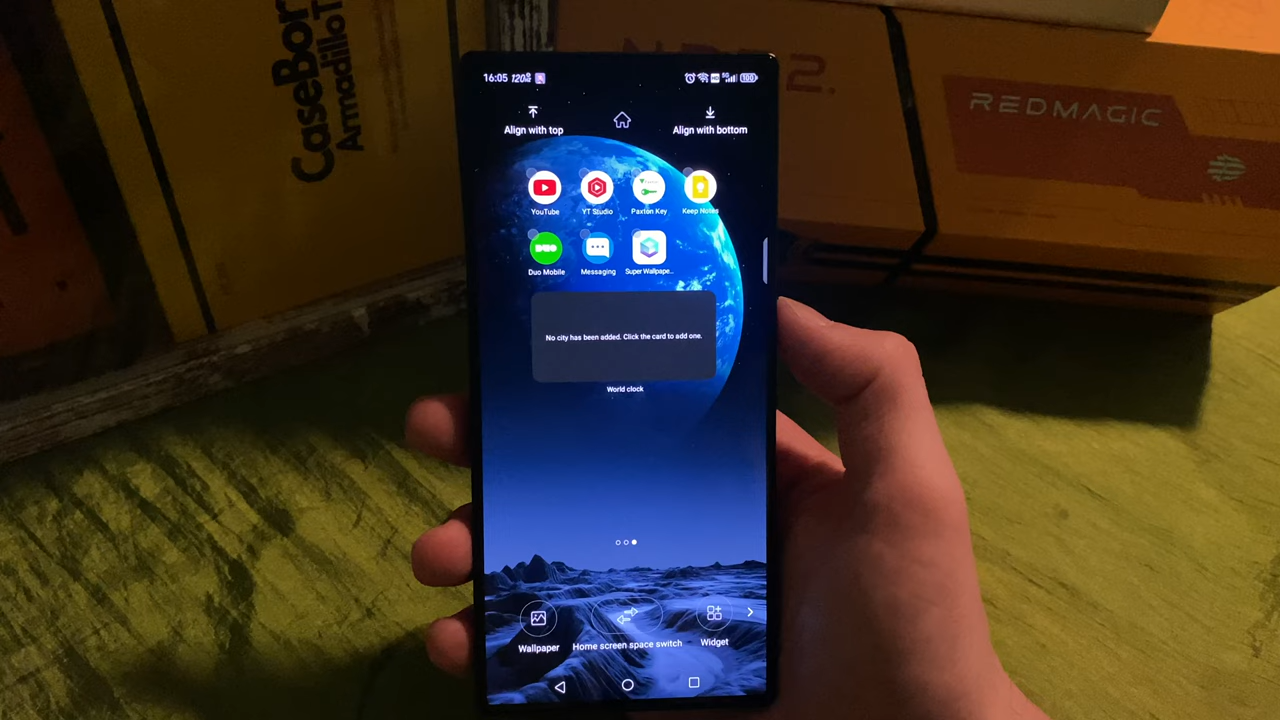 CaseBor
ArmadilloT
REDMAGIC
16:05
Align with top
Align with bottom
YouTube
YT Studio
Paxton Key
Keep Notes
DUO
Duo Mobile
Messaging
Super Wallpape...
No city has been added. Click the card to add one.
World clock
Wallpaper
Home screen space switch
Widget